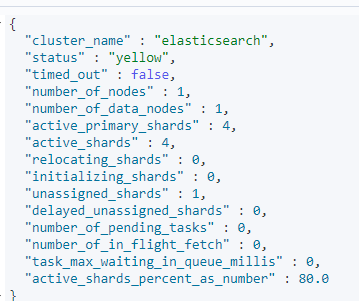 {
"cluster_name" : "elasticsearch",
"status" : "yellow",
"timed_out" : false,
"number_of_nodes" : 1,
"number_of_data_nodes" : 1,
"active_primary_shards" : 4,
"active_shards" : 4,
"relocating_shards" : 0,
"initializing_shards" : 0,
"unassigned_shards" : 1,
"delayed_unassigned_shards" : 0,
"number_of_pending_tasks" : 0,
"number_of_in_flight_fetch" : 0,
"task_max_waiting_in_queue_millis" : 0,
"active_shards_percent_as_number" : 80.0
}